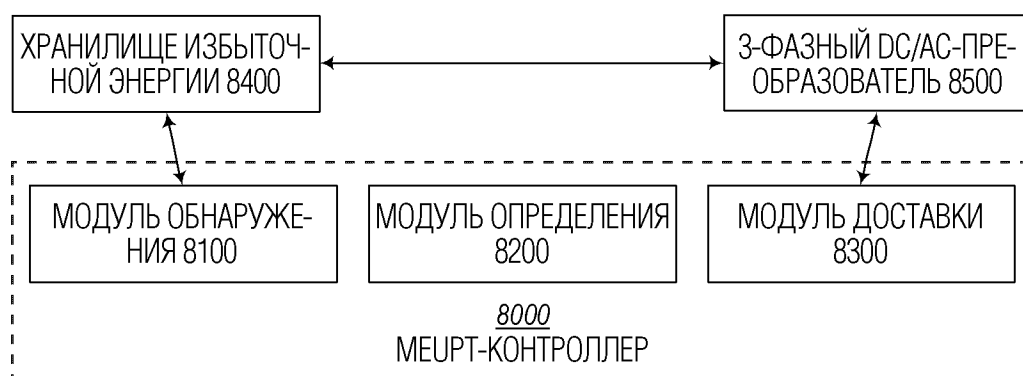 ХРАНИЛИЩЕ ИЗБЫТОЧ-
НОЙ ЭНЕРГИИ 8400
3-ФАЗНЫЙ DC/AC-ПРЕ-
ОБРАЗОВАТЕЛЬ 8500
МОДУЛЬ ОБНАРУЖЕ-
НИЯ 8100
МОДУЛЬ ОПРЕДЕЛЕНИЯ
8200
МОДУЛЬ ДОСТАВКИ
8300
8000
MEUPT-КОНТРОЛЛЕР